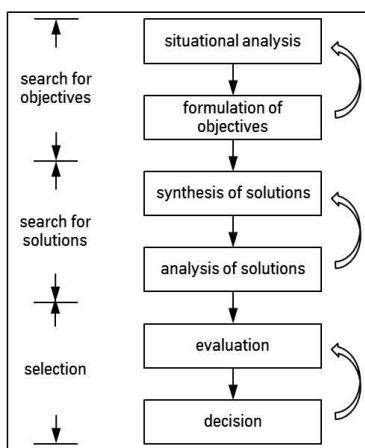 situational analysis
search for
objectives
formulation of
objectives
synthesis of solutions
search for
solutions
analysis of solutions
evaluation
selection
decision